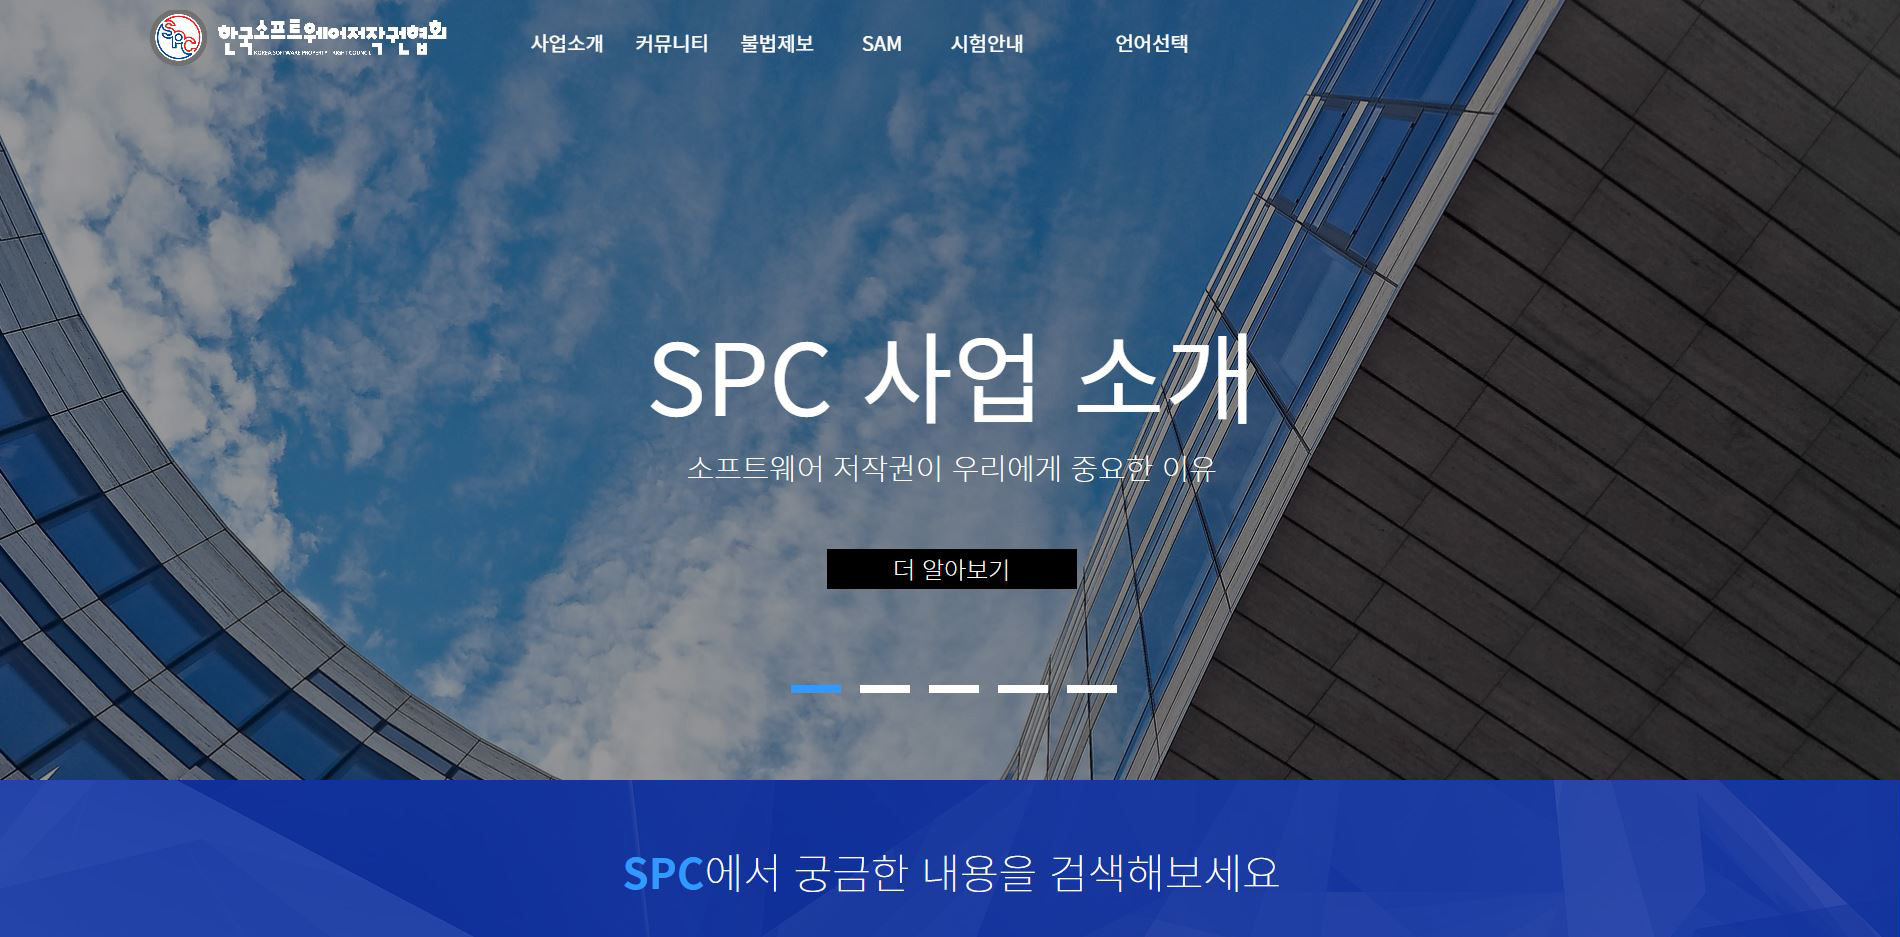 SPC
한국소프트웨어저작권협회
KOREA SOFTWARE PROPERTY - RIGHT COUNCIL
사업소개 커뮤니티 불법제보 SAM 시험안내 언어선택
SPC 사업 소개
소프트웨어 저작권이 우리에게 중요한 이유
더 알아보기
SPC에서 궁금한 내용을 검색해보세요